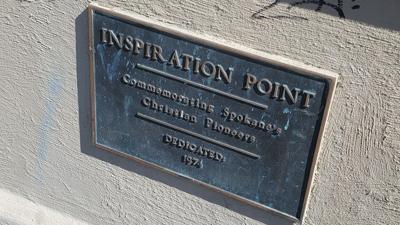 INSPIRATION POINT
Commemorating Spokane's
Christian Pioneers
DEDICATED:
1974